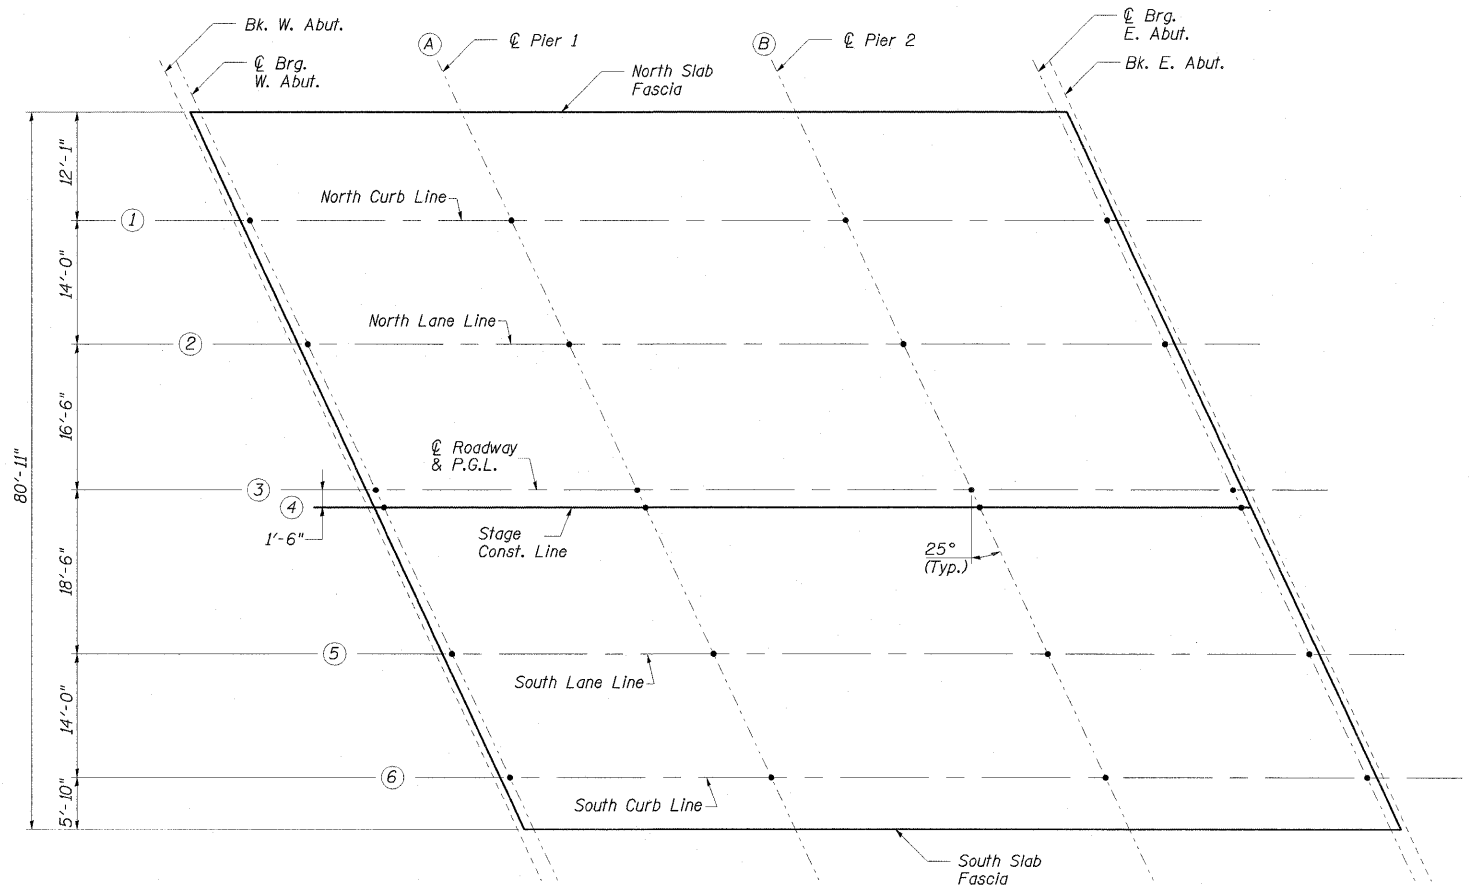 Bk. W. Abut.
℄ Brg.
W. Abut.
A
℄ Pier 1
North Slab
Fascia
B
℄ Pier 2
℄ Brg.
E. Abut.
Bk. E. Abut.
12'-1"
North Curb Line
1
14'-0"
North Lane Line
2
16'-6"
80'-11"
℄ Roadway
& P.G.L.
3
4
1'-6"
Stage
Const. Line
25°
(Typ.)
18'-6"
5
South Lane Line
14'-0"
6
South Curb Line
5'-10"
South Slab
Fascia